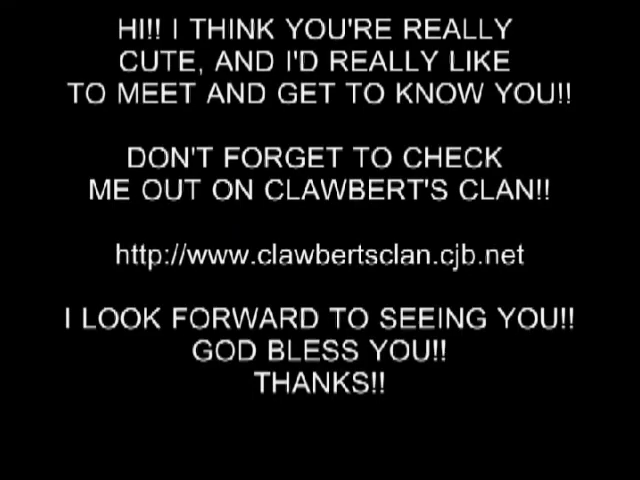 HI!! I THINK YOU'RE REALLY
CUTE, AND I'D REALLY LIKE
TO MEET AND GET TO KNOW YOU!!
DON'T FORGET TO CHECK
ME OUT ON CLAWBERT'S CLAN!!
http://www.clawbertsclan.cjb.net
I LOOK FORWARD TO SEEING YOU!!
GOD BLESS YOU!!
THANKS!!